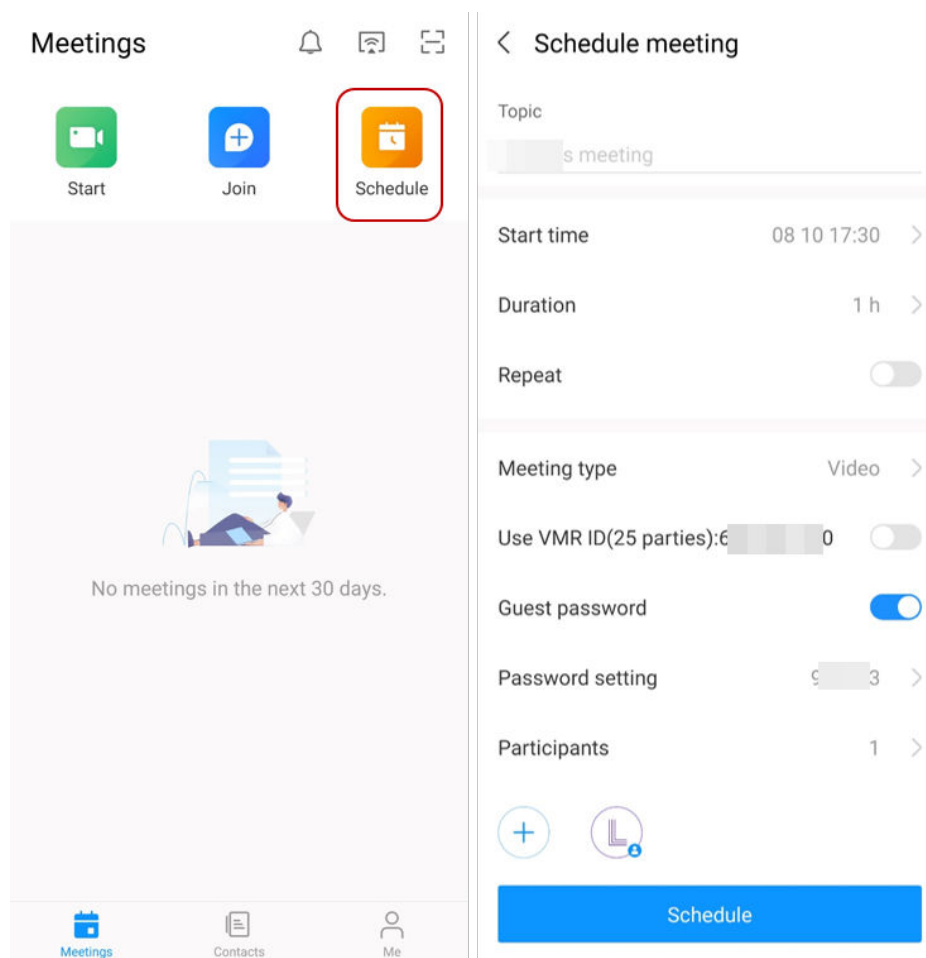 Meetings
Start
Join
Schedule
No meetings in the next 30 days.
Meetings
Contacts
Me
Schedule meeting
Topic
s meeting
Start time 08 10 17:30
Duration 1 h
Repeat
Meeting type Video
Use VMR ID(25 parties):6 0
Guest password
Password setting 9 3
Participants 1
L
Schedule